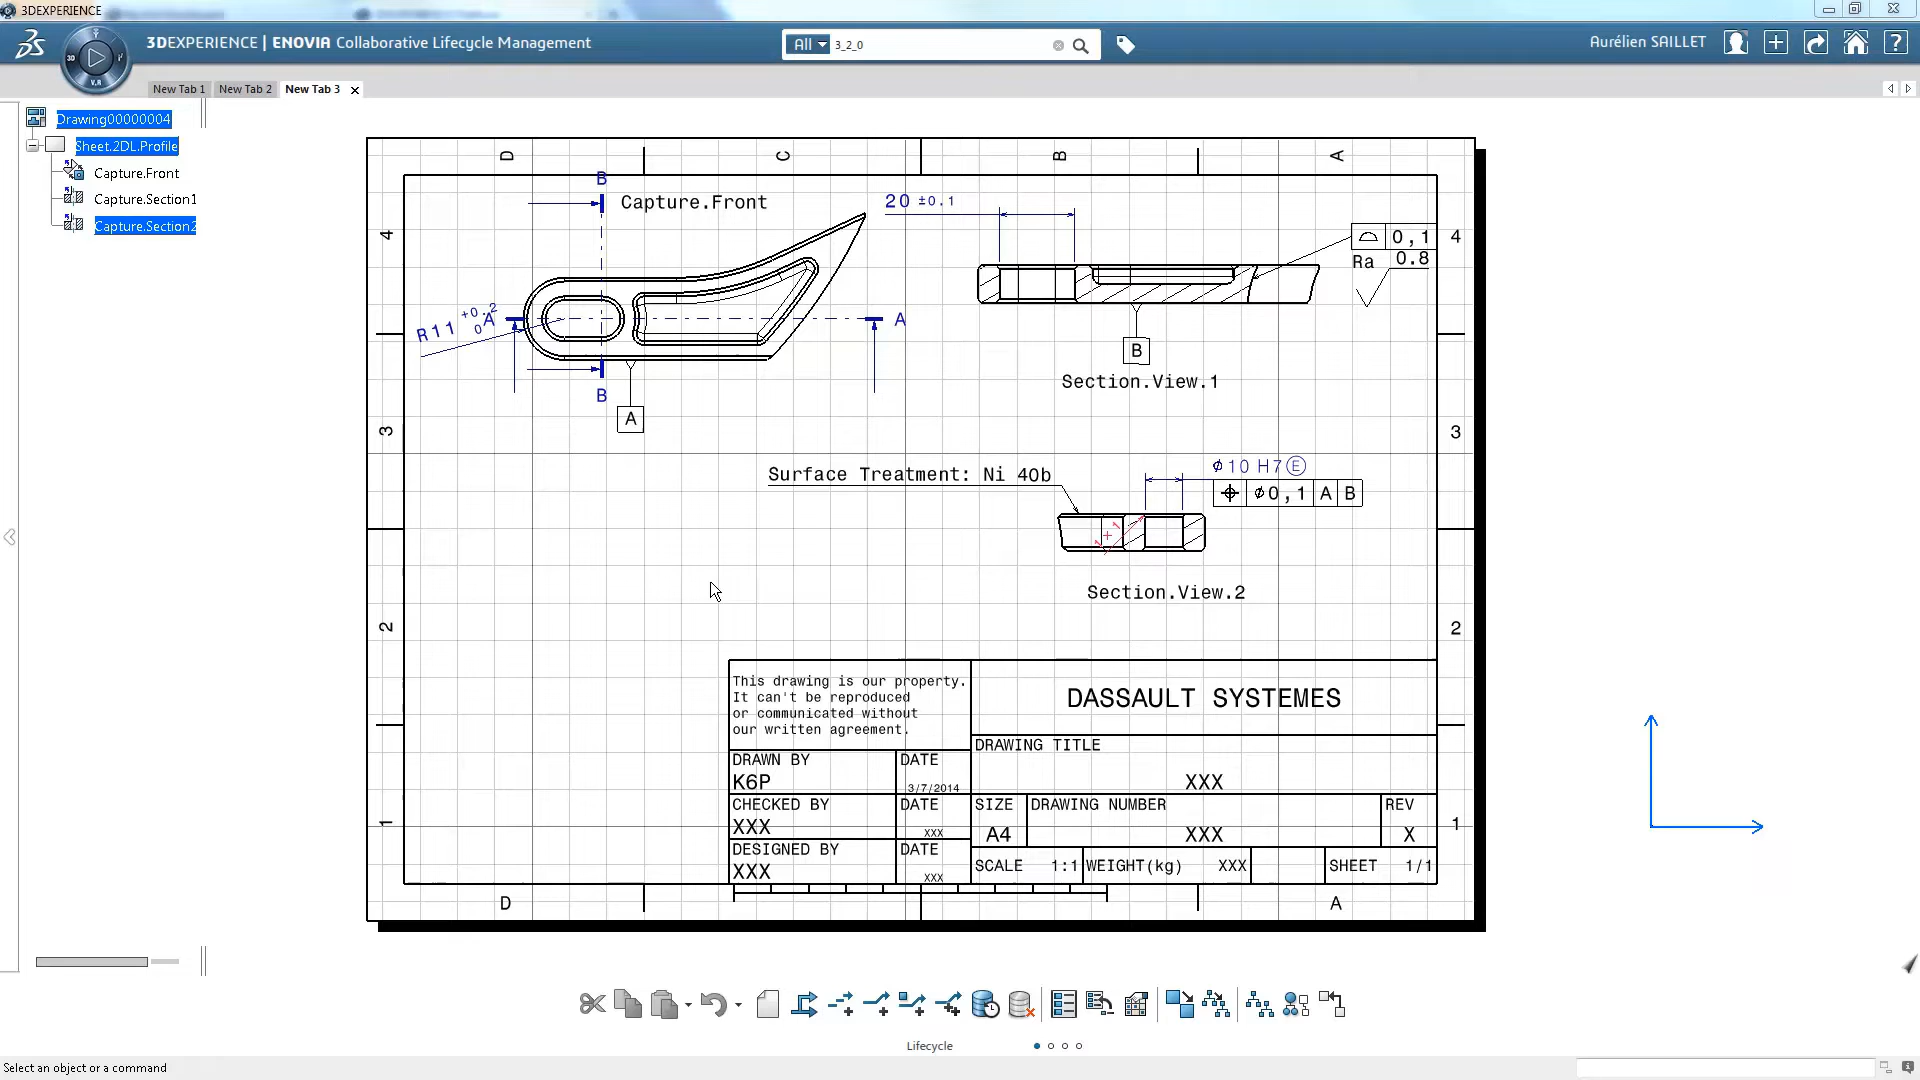 3DEXPERIENCE
3DEXPERIENCE | ENOVIA Collaborative Lifecycle Management
All
3_2_0
Aurélien SAILLET
3D
V.R
New Tab 1
New Tab 2
New Tab 3
Drawing00000004
Sheet.2DL.Profile
Capture.Front
Capture.Section1
Capture.Section2
D
C
B
A
B
Capture.Front
20 ±0.1
4
4
0,1
Ra 0.8
R11 +0.2 0
A
A
B
B
Section.View.1
A
3
3
Surface Treatment: Ni 40b
ϕ10 H7 Ⓔ
⌖ ϕ0,1 A B
Section.View.2
2
2
This drawing is our property.
It can't be reproduced
or communicated without
our written agreement.
DASSAULT SYSTEMES
DRAWING TITLE
XXX
DRAWN BY
K6P
DATE
3/7/2014
CHECKED BY
XXX
DATE
XXX
SIZE
A4
DRAWING NUMBER
XXX
REV
X
DESIGNED BY
XXX
DATE
XXX
SCALE 1:1
WEIGHT(kg) XXX
SHEET 1/1
1
1
D
A
Lifecycle
Select an object or a command